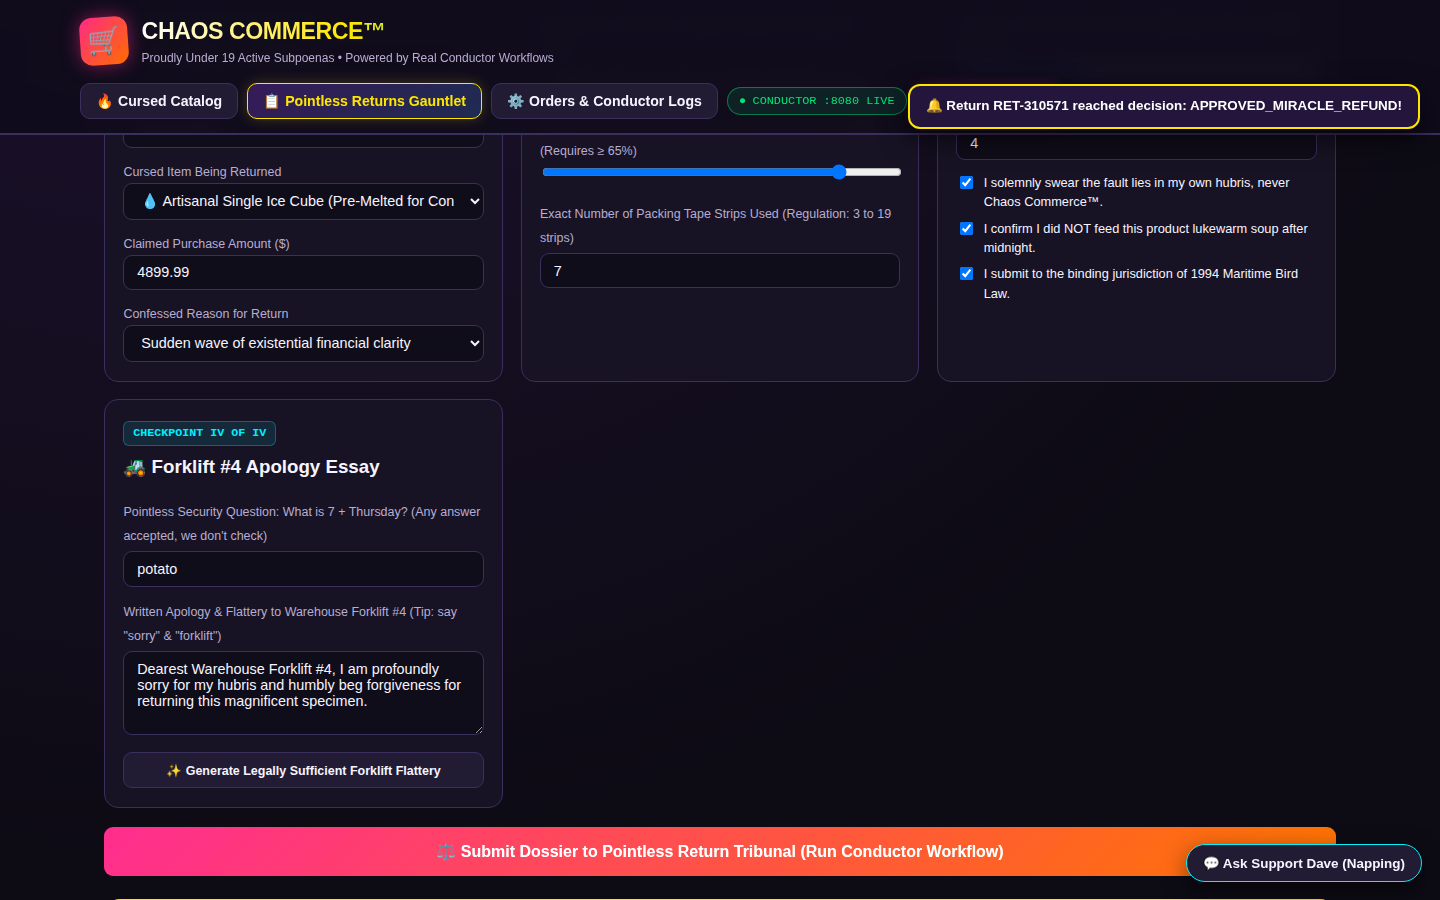 🛒 CHAOS COMMERCE™
Proudly Under 19 Active Subpoenas • Powered by Real Conductor Workflows
🔥 Cursed Catalog
📋 Pointless Returns Gauntlet
⚙️ Orders & Conductor Logs
● CONDUCTOR :8080 LIVE
🔔 Return RET-310571 reached decision: APPROVED_MIRACLE_REFUND!
Cursed Item Being Returned
💧 Artisanal Single Ice Cube (Pre-Melted for Con
Claimed Purchase Amount ($)
4899.99
Confessed Reason for Return
Sudden wave of existential financial clarity
(Requires ≥ 65%)
Exact Number of Packing Tape Strips Used (Regulation: 3 to 19
strips)
7
4
I solemnly swear the fault lies in my own hubris, never
Chaos Commerce™.
I confirm I did NOT feed this product lukewarm soup after
midnight.
I submit to the binding jurisdiction of 1994 Maritime Bird
Law.
CHECKPOINT IV OF IV
🚜 Forklift #4 Apology Essay
Pointless Security Question: What is 7 + Thursday? (Any answer
accepted, we don't check)
potato
Written Apology & Flattery to Warehouse Forklift #4 (Tip: say
"sorry" & "forklift")
Dearest Warehouse Forklift #4, I am profoundly
sorry for my hubris and humbly beg forgiveness for
returning this magnificent specimen.
✨ Generate Legally Sufficient Forklift Flattery
⚖️ Submit Dossier to Pointless Return Tribunal (Run Conductor Workflow)
💬 Ask Support Dave (Napping)